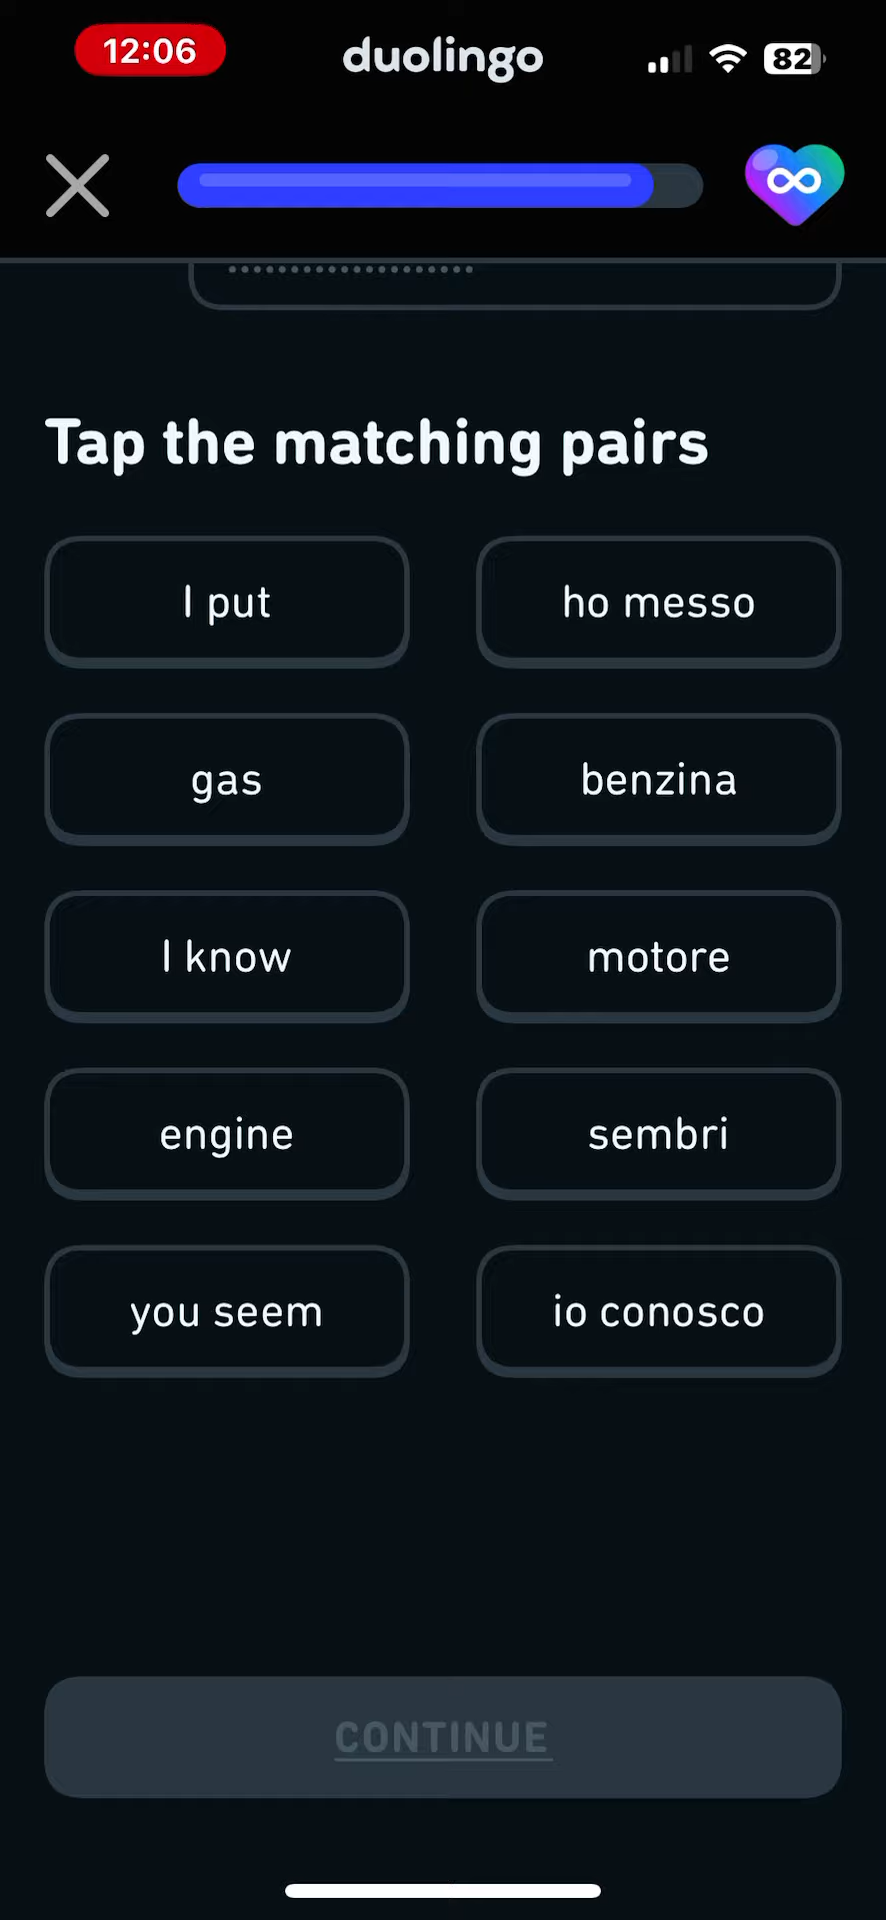 12:06 duolingo 82
Tap the matching pairs
I put ho messo
gas benzina
I know motore
engine sembri
you seem io conosco
CONTINUE